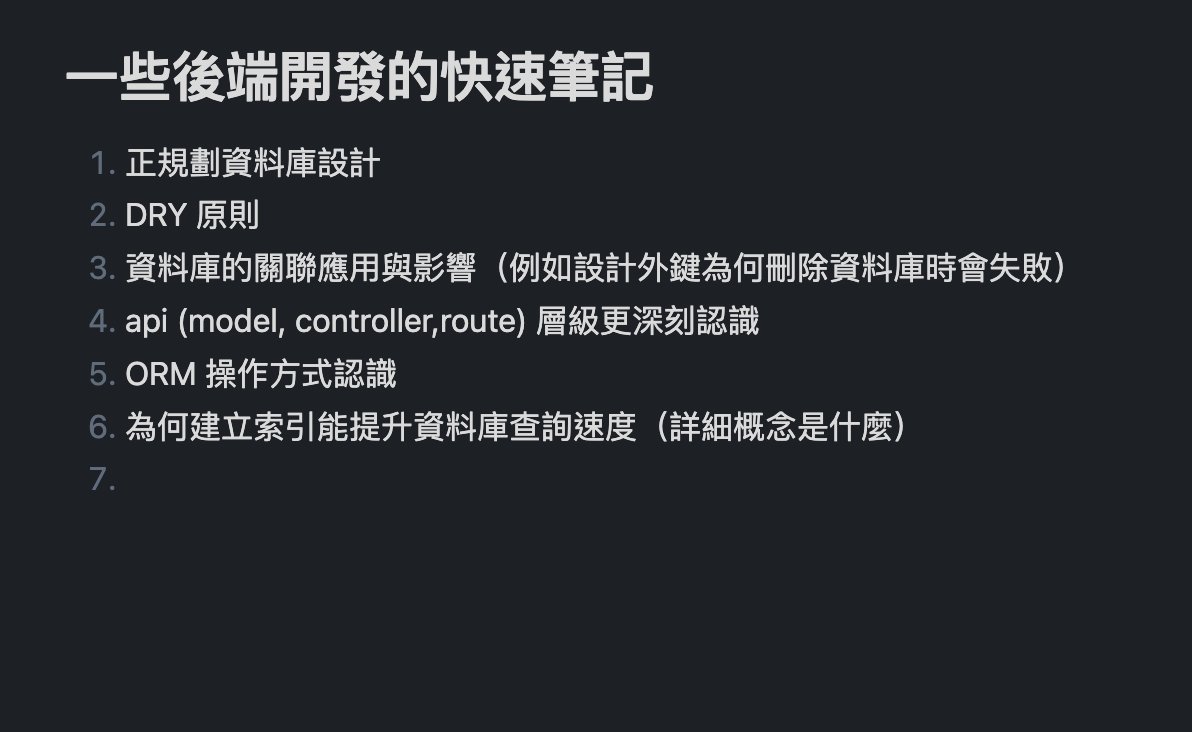 一些後端開發的快速筆記
1. 正規劃資料庫設計
2. DRY 原則
3. 資料庫的關聯應用與影響（例如設計外鍵為何刪除資料庫時會失敗）
4. api (model, controller,route) 層級更深刻認識
5. ORM 操作方式認識
6. 為何建立索引能提升資料庫查詢速度（詳細概念是什麼）
7.